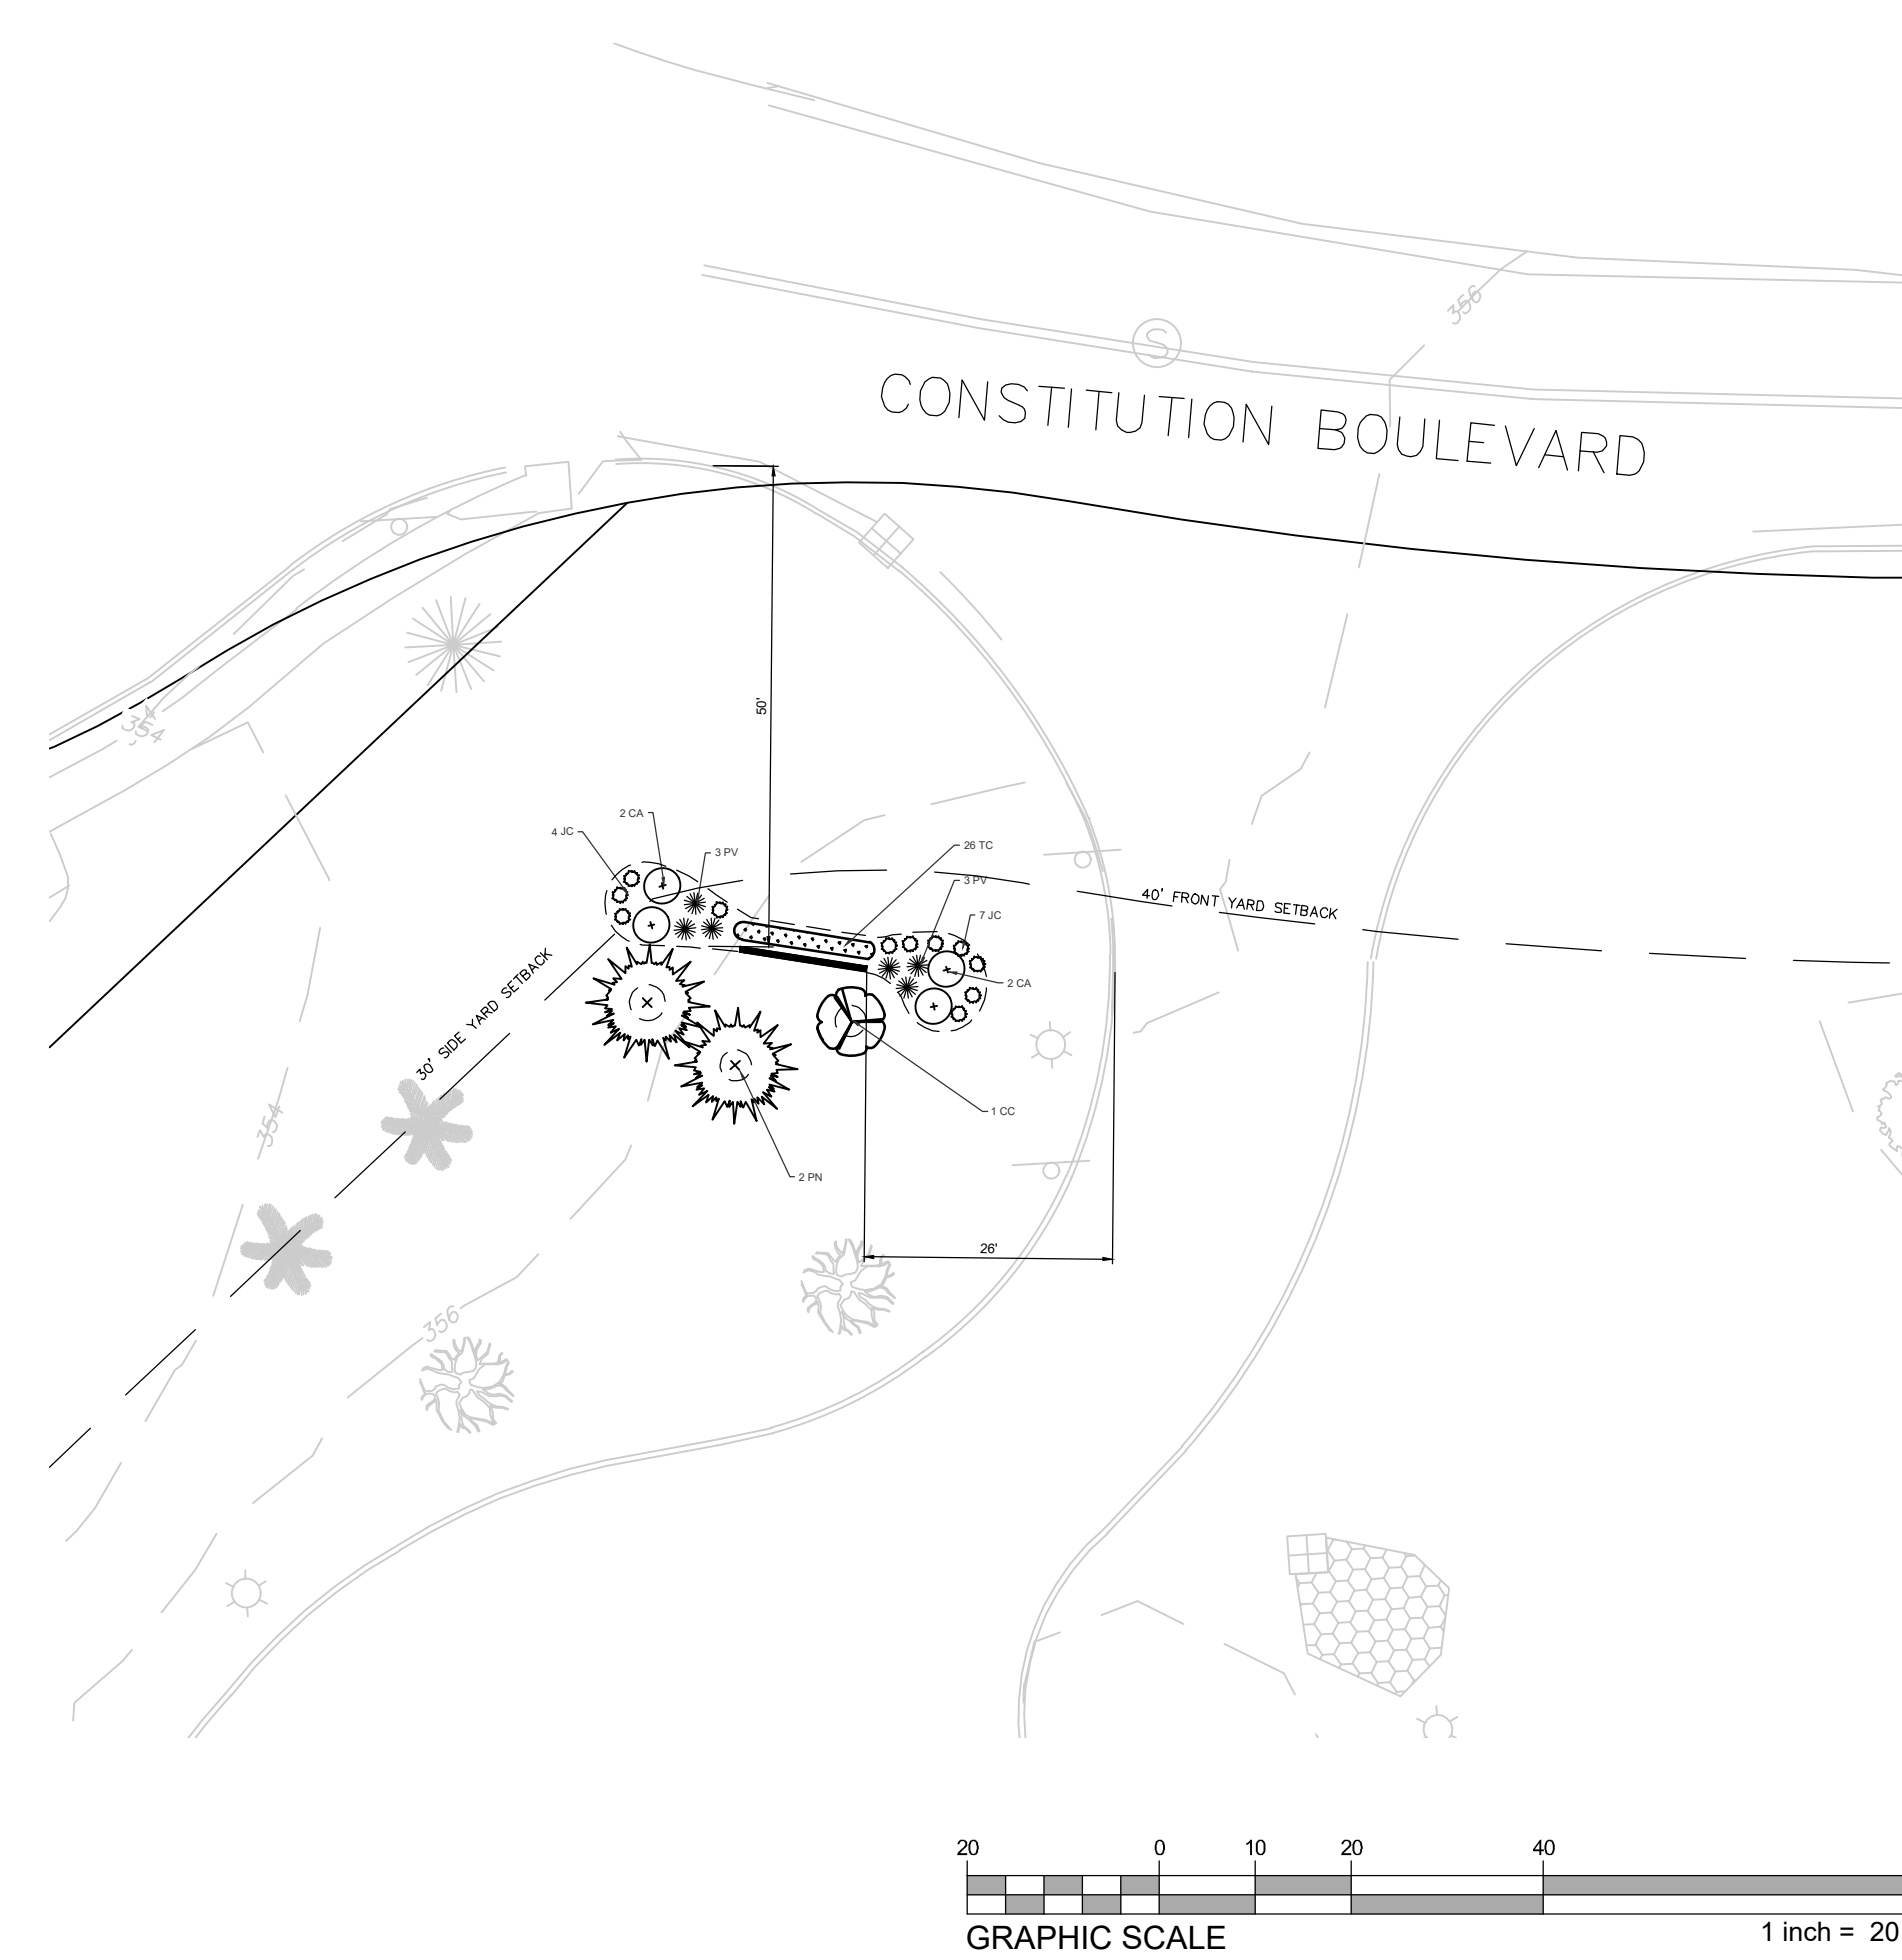 356
S
CONSTITUTION BOULEVARD
354
50'
2 CA
4 JC
3 PV
26 TC
3 PV
40' FRONT YARD SETBACK
7 JC
2 CA
30' SIDE YARD SETBACK
354
1 CC
2 PN
26'
356
20 0 10 20 40
GRAPHIC SCALE
1 inch = 20